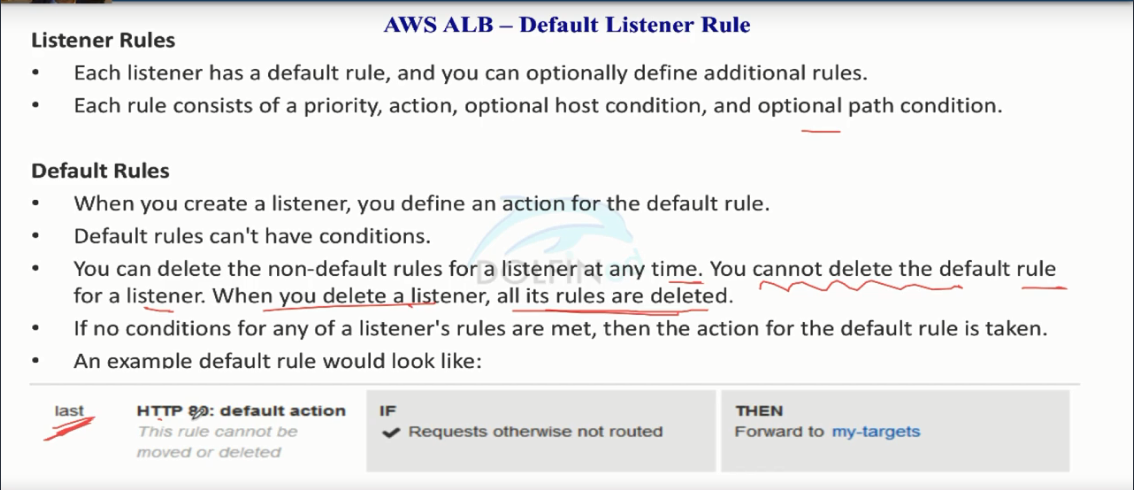 AWS ALB – Default Listener Rule
Listener Rules
• Each listener has a default rule, and you can optionally define additional rules.
• Each rule consists of a priority, action, optional host condition, and optional path condition.
Default Rules
• When you create a listener, you define an action for the default rule.
• Default rules can't have conditions.
• You can delete the non-default rules for a listener at any time. You cannot delete the default rule
for a listener. When you delete a listener, all its rules are deleted.
• If no conditions for any of a listener's rules are met, then the action for the default rule is taken.
• An example default rule would look like:
DOLFIN
last
HTTP 80: default action
This rule cannot be
moved or deleted
IF
✔ Requests otherwise not routed
THEN
Forward to my-targets